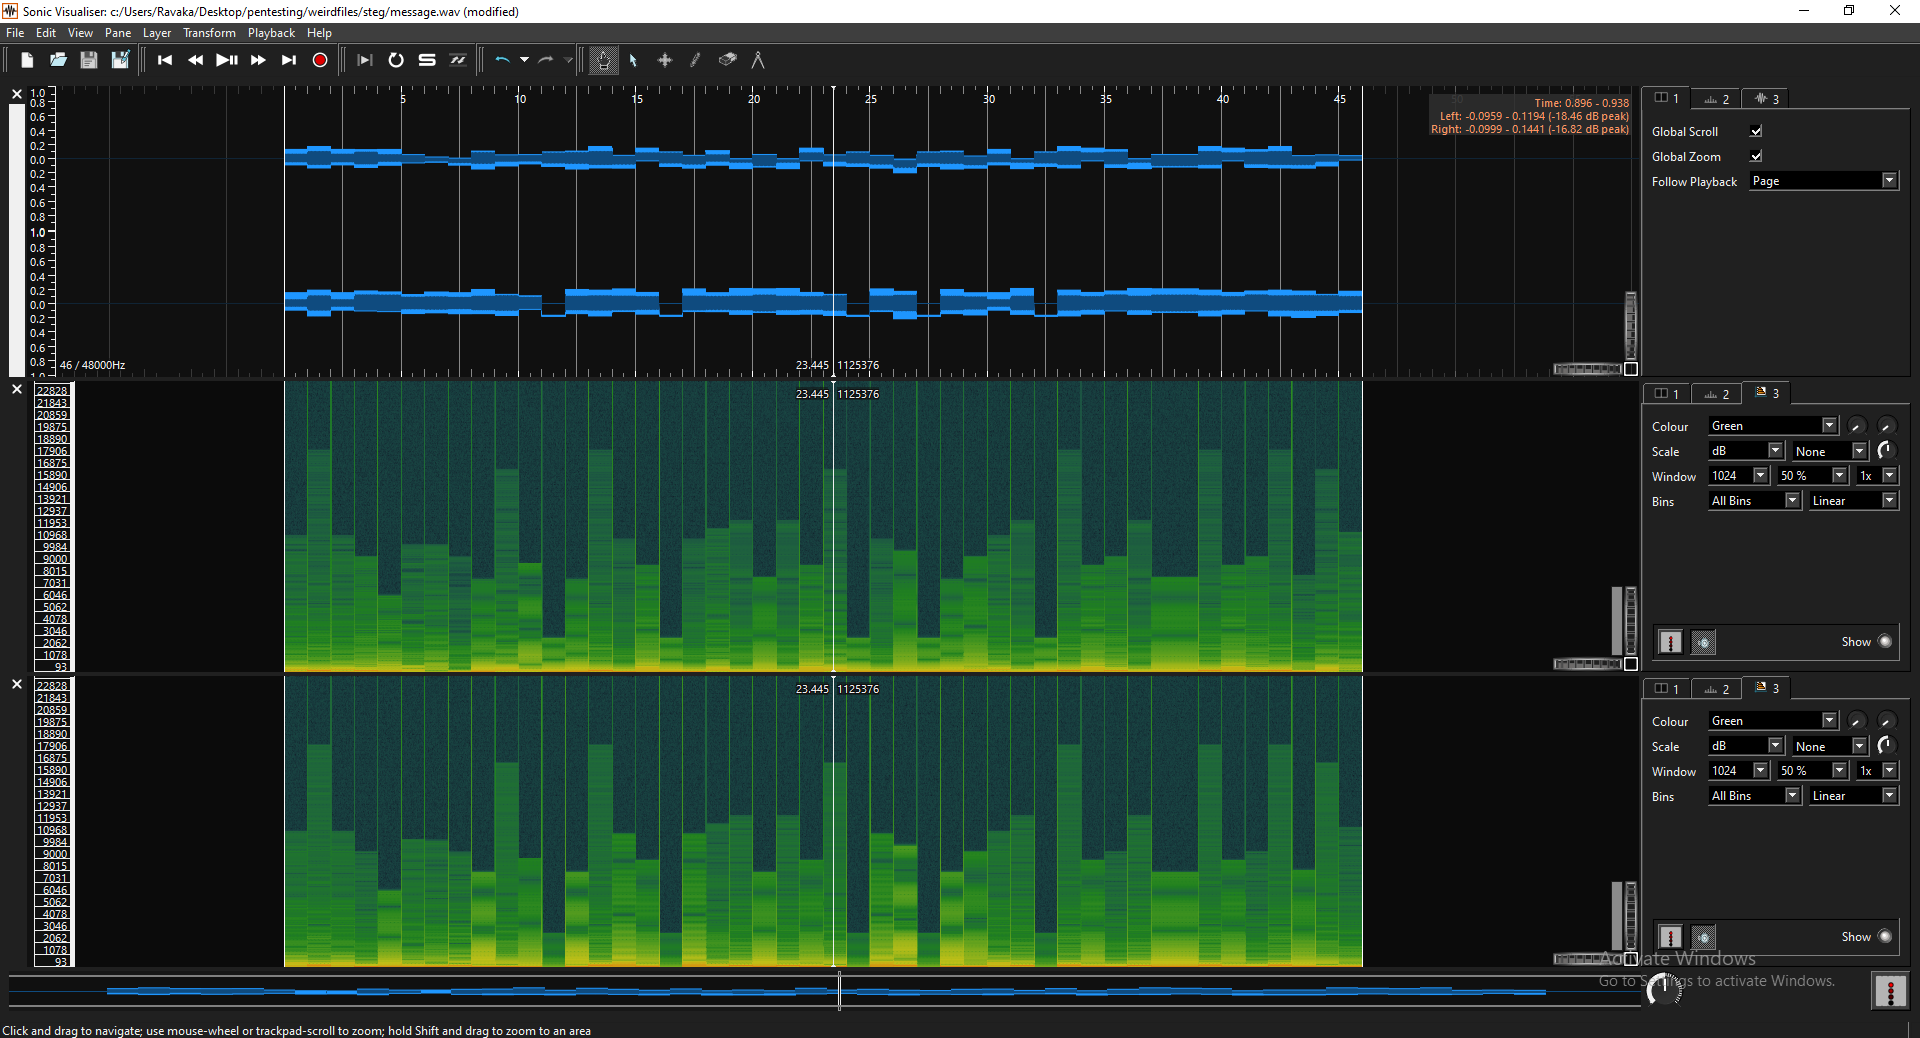 Sonic Visualiser: c:/Users/Ravaka/Desktop/pentesting/weirdfiles/steg/message.wav (modified)
File Edit View Pane Layer Transform Playback Help
1.0
0.8
0.6
0.4
0.2
0.0
0.2
0.4
0.6
0.8
1.0
0.8
0.6
0.4
0.2
0.0
0.2
0.4
0.6
0.8
1.0
5 10 15 20 25 30 35 40 45 50
Time: 0.896 - 0.938
Left: -0.0959 - 0.1194 (-18.46 dB peak)
Right: -0.0999 - 0.1441 (-16.82 dB peak)
46 / 48000Hz
23.445 1125376
1 2 3
Global Scroll
Global Zoom
Follow Playback Page
22828
21843
20859
19875
18890
17906
16875
15890
14906
13921
12937
11953
10968
9984
9000
8015
7031
6046
5062
4078
3046
2062
1078
93
23.445 1125376
1 2 3
Colour Green
Scale dB None
Window 1024 50 % 1x
Bins All Bins Linear
Show
22828
21843
20859
19875
18890
17906
16875
15890
14906
13921
12937
11953
10968
9984
9000
8015
7031
6046
5062
4078
3046
2062
1078
93
23.445 1125376
1 2 3
Colour Green
Scale dB None
Window 1024 50 % 1x
Bins All Bins Linear
Show
Activate Windows
Go to Settings to activate Windows.
Click and drag to navigate; use mouse-wheel or trackpad-scroll to zoom; hold Shift and drag to zoom to an area